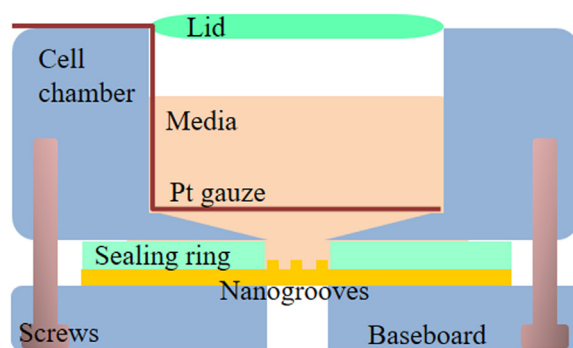 Lid
Cell
chamber
Media
Pt gauze
Sealing ring
Nanogrooves
Screws
Baseboard